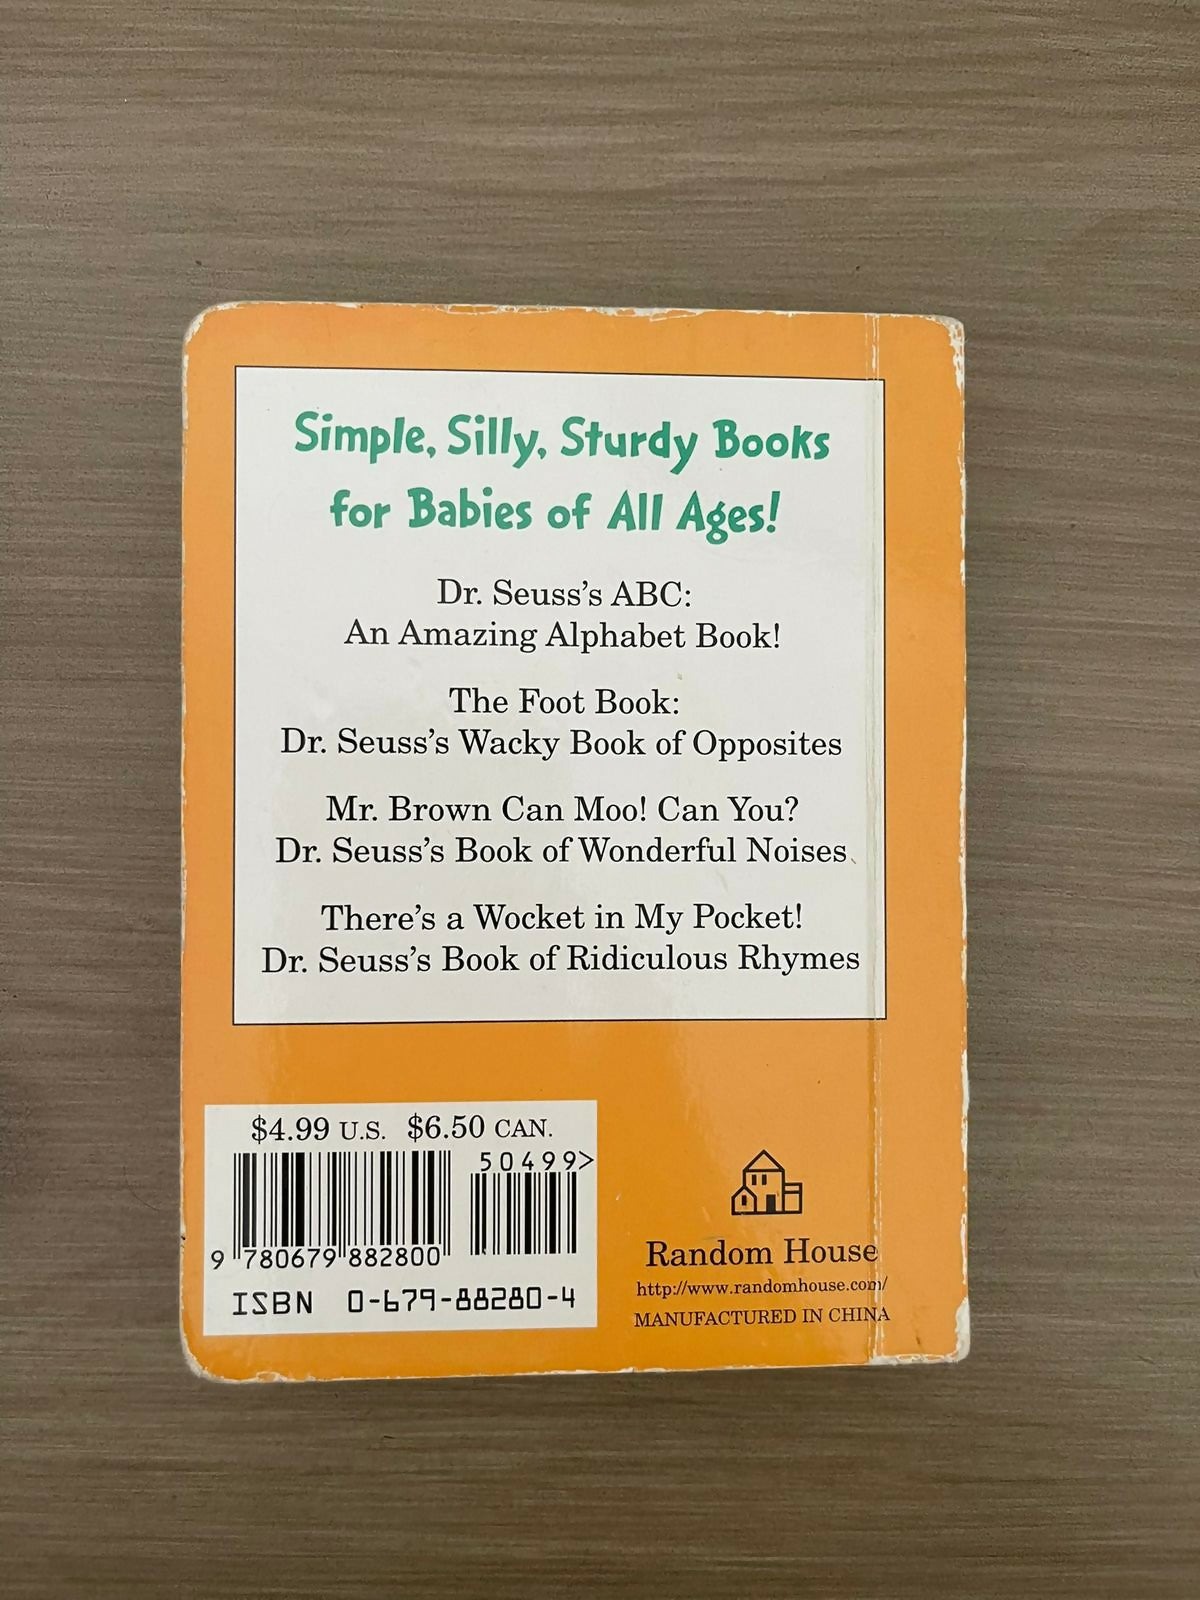 Simple, Silly, Sturdy Books
for Babies of All Ages!
Dr. Seuss’s ABC:
An Amazing Alphabet Book!
The Foot Book:
Dr. Seuss’s Wacky Book of Opposites
Mr. Brown Can Moo! Can You?
Dr. Seuss’s Book of Wonderful Noises
There’s a Wocket in My Pocket!
Dr. Seuss’s Book of Ridiculous Rhymes
$4.99 U.S. $6.50 CAN.
50499>
9 780679 882800
ISBN 0-679-88280-4
Random House
http://www.randomhouse.com/
MANUFACTURED IN CHINA